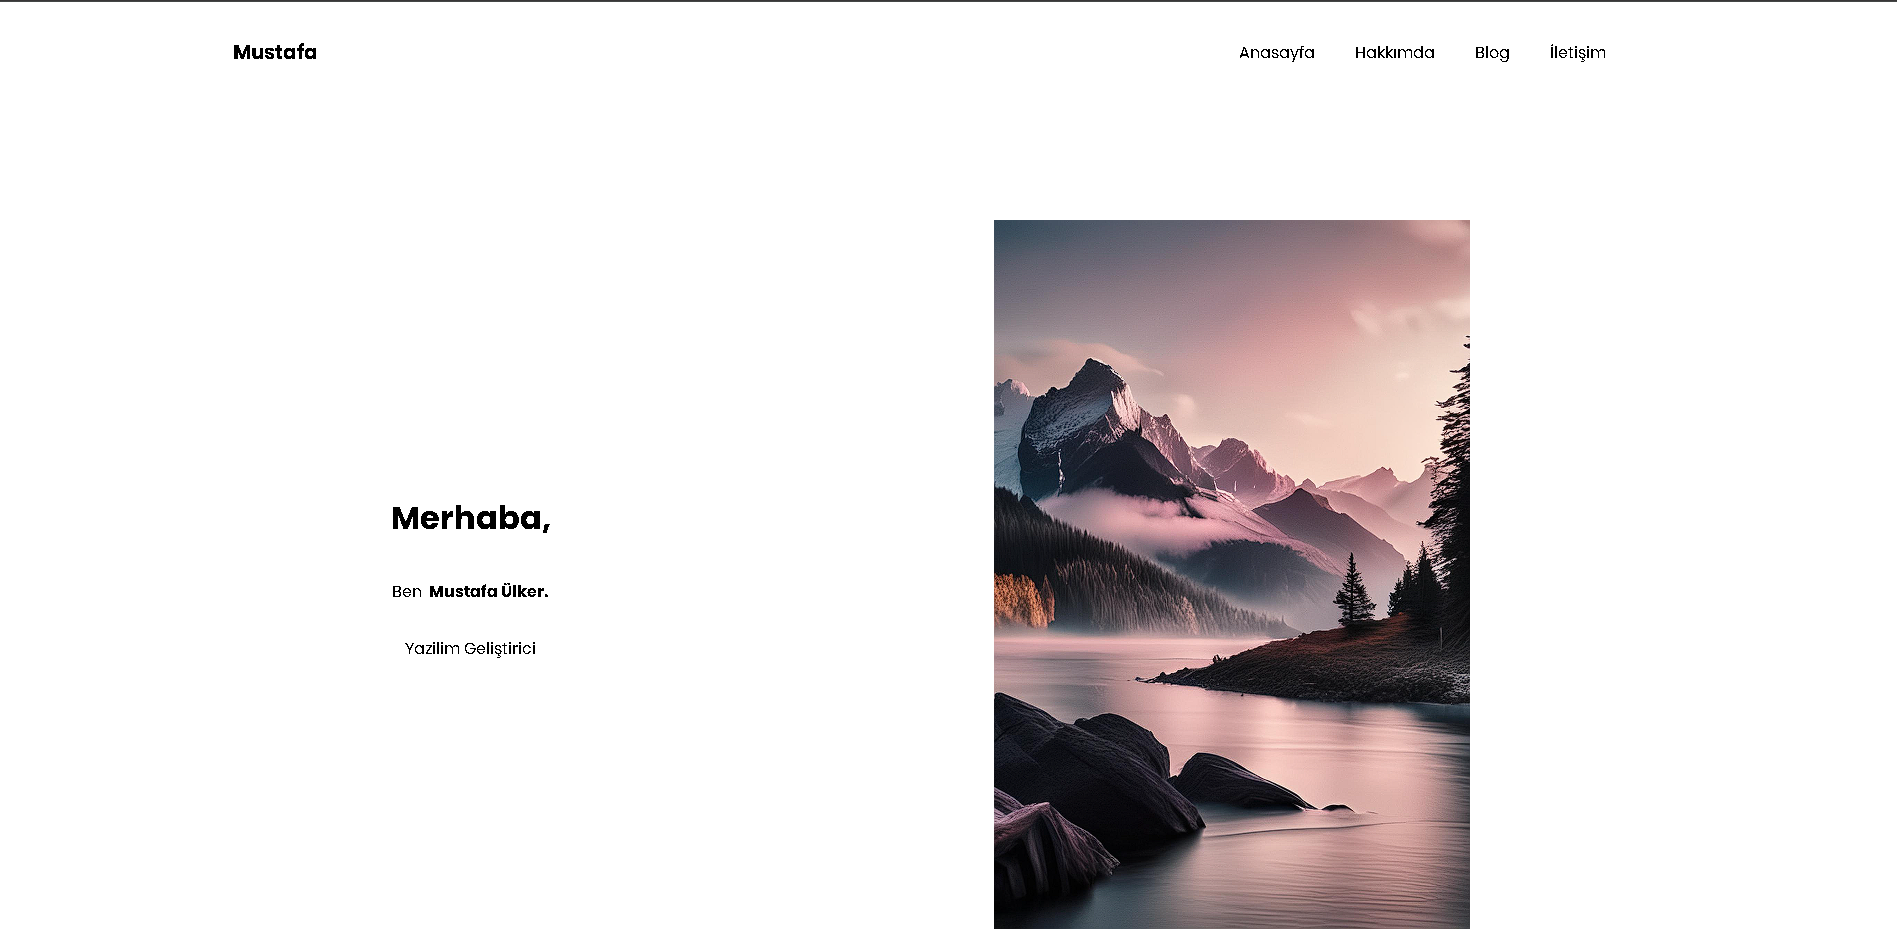 Mustafa Anasayfa Hakkımda Blog İletişim
Merhaba,
Ben Mustafa Ülker.
Yazilim Geliştirici